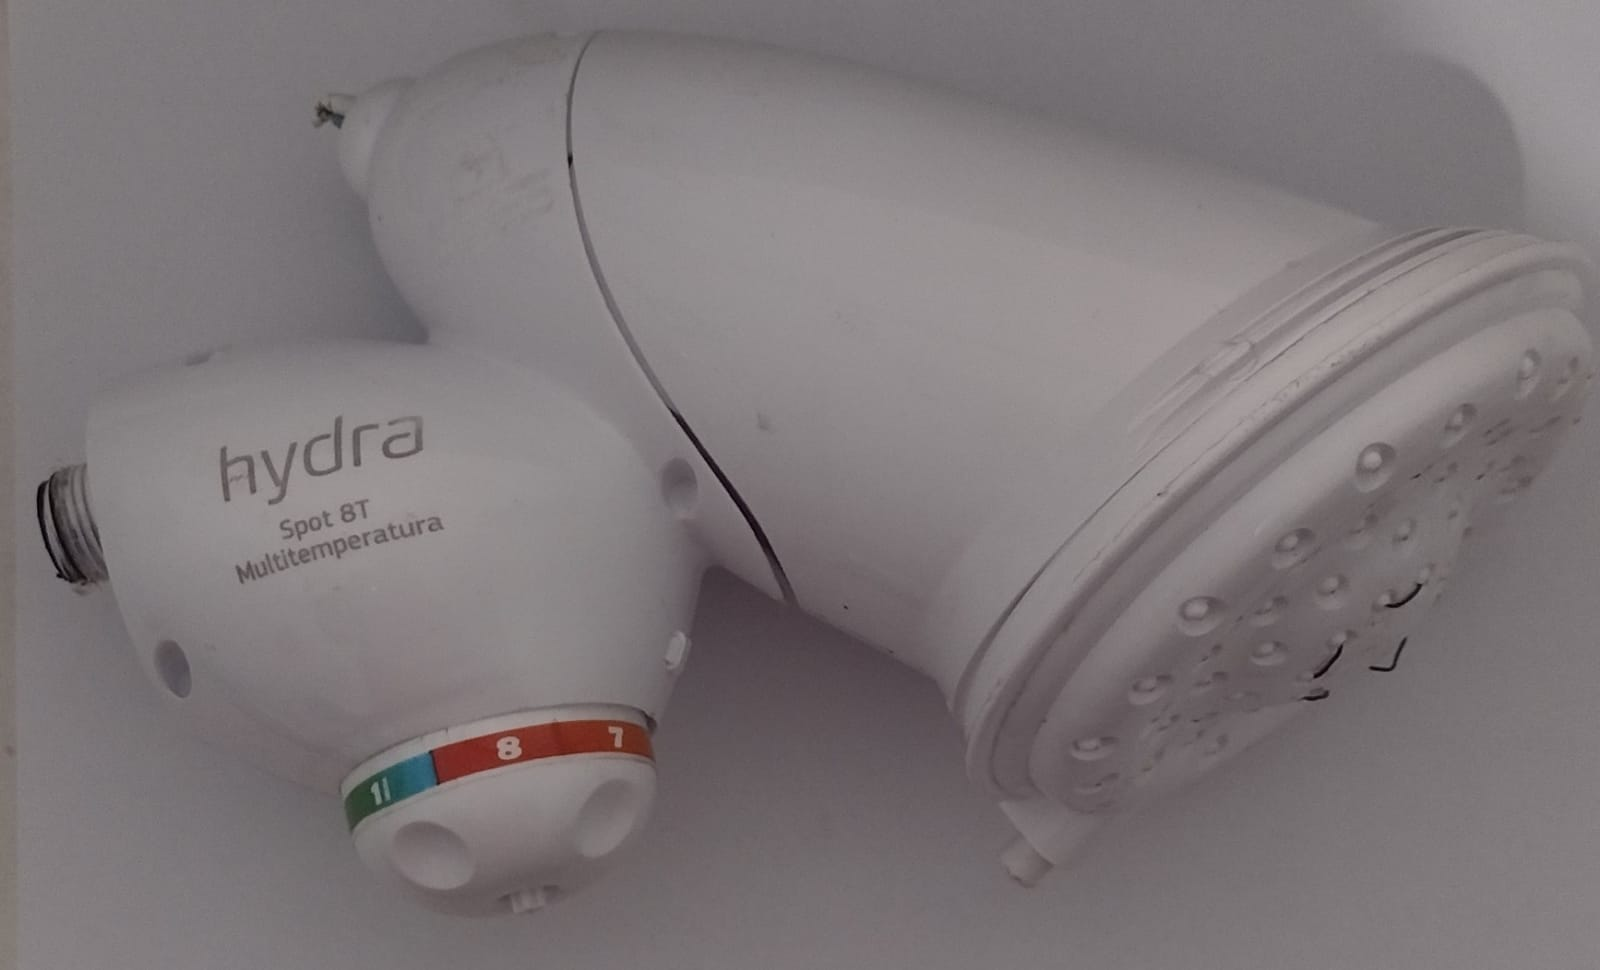 hydra
Spot 8T
Multitemperatura
1 8 7